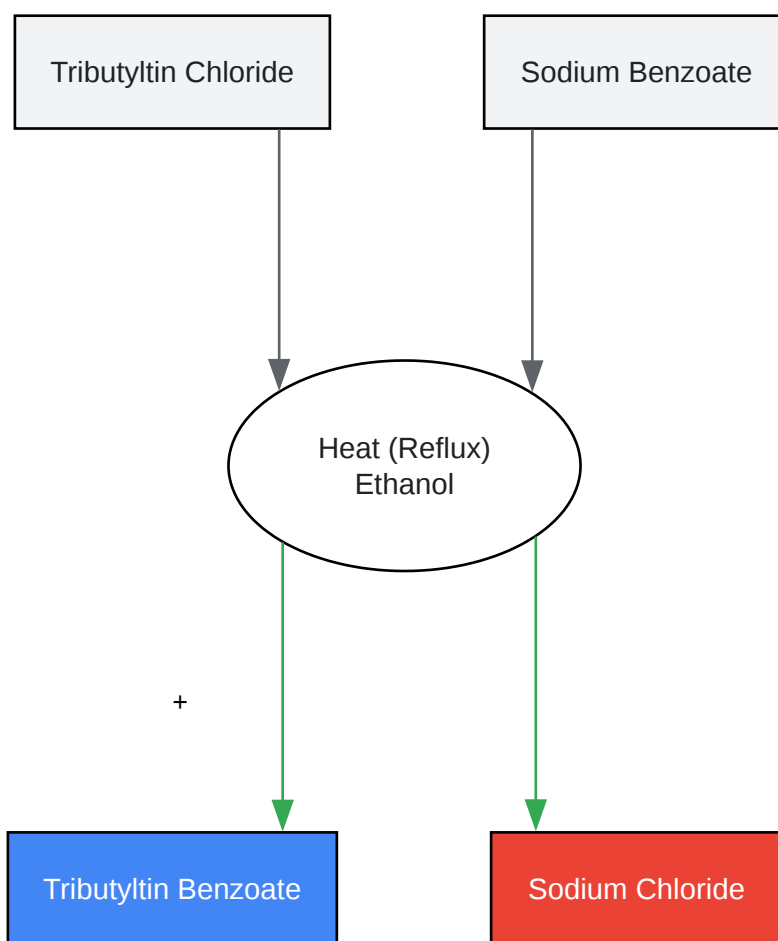 Tributyltin Chloride
Sodium Benzoate
Heat (Reflux)
Ethanol
+
Tributyltin Benzoate
Sodium Chloride